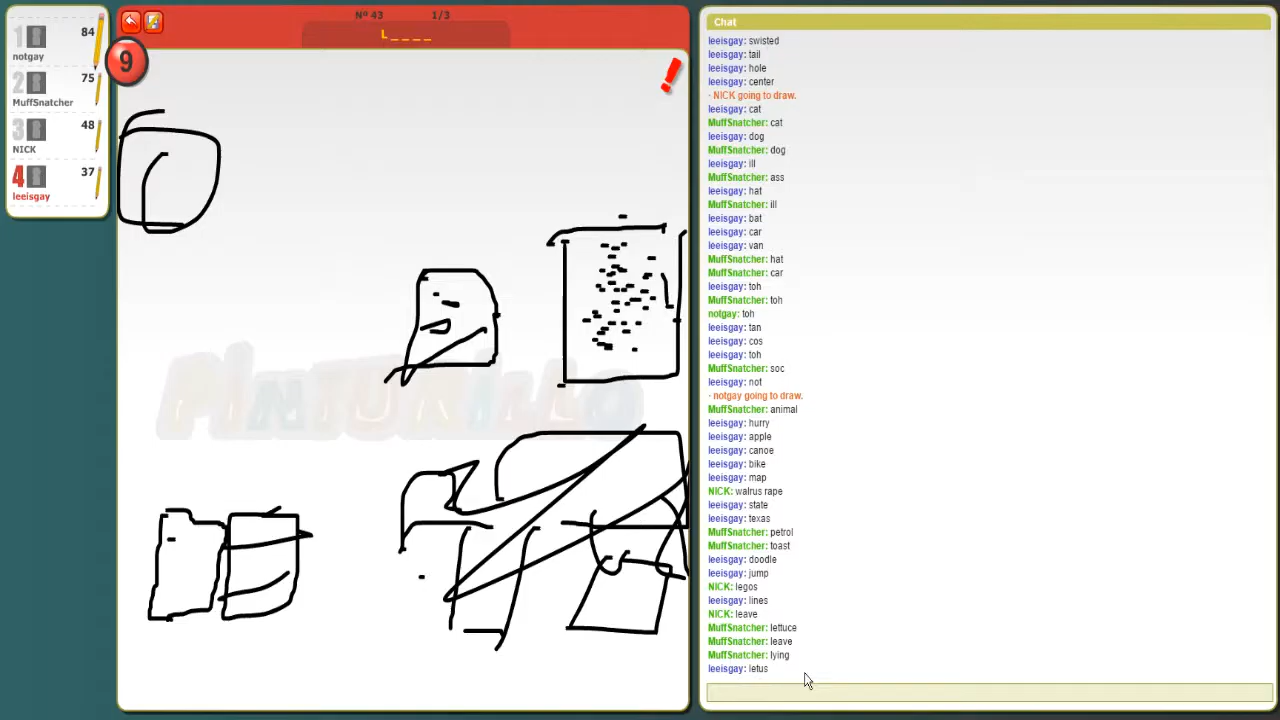 Nº 43 1/3
L _ _ _ _
1 84
notgay
2 75
MuffSnatcher
3 48
NICK
4 37
leeisgay
9
Chat
leeisgay: swisted
leeisgay: tail
leeisgay: hole
leeisgay: center
· NICK going to draw.
leeisgay: cat
MuffSnatcher: cat
leeisgay: dog
MuffSnatcher: dog
leeisgay: ill
MuffSnatcher: ass
leeisgay: hat
MuffSnatcher: ill
leeisgay: bat
leeisgay: car
leeisgay: van
MuffSnatcher: hat
MuffSnatcher: car
leeisgay: toh
MuffSnatcher: toh
notgay: toh
leeisgay: tan
leeisgay: cos
leeisgay: toh
MuffSnatcher: soc
leeisgay: not
· notgay going to draw.
MuffSnatcher: animal
leeisgay: hurry
leeisgay: apple
leeisgay: canoe
leeisgay: bike
leeisgay: map
NICK: walrus rape
leeisgay: state
leeisgay: texas
MuffSnatcher: petrol
MuffSnatcher: toast
leeisgay: doodle
leeisgay: jump
NICK: legos
leeisgay: lines
NICK: leave
MuffSnatcher: lettuce
MuffSnatcher: leave
MuffSnatcher: lying
leeisgay: letus